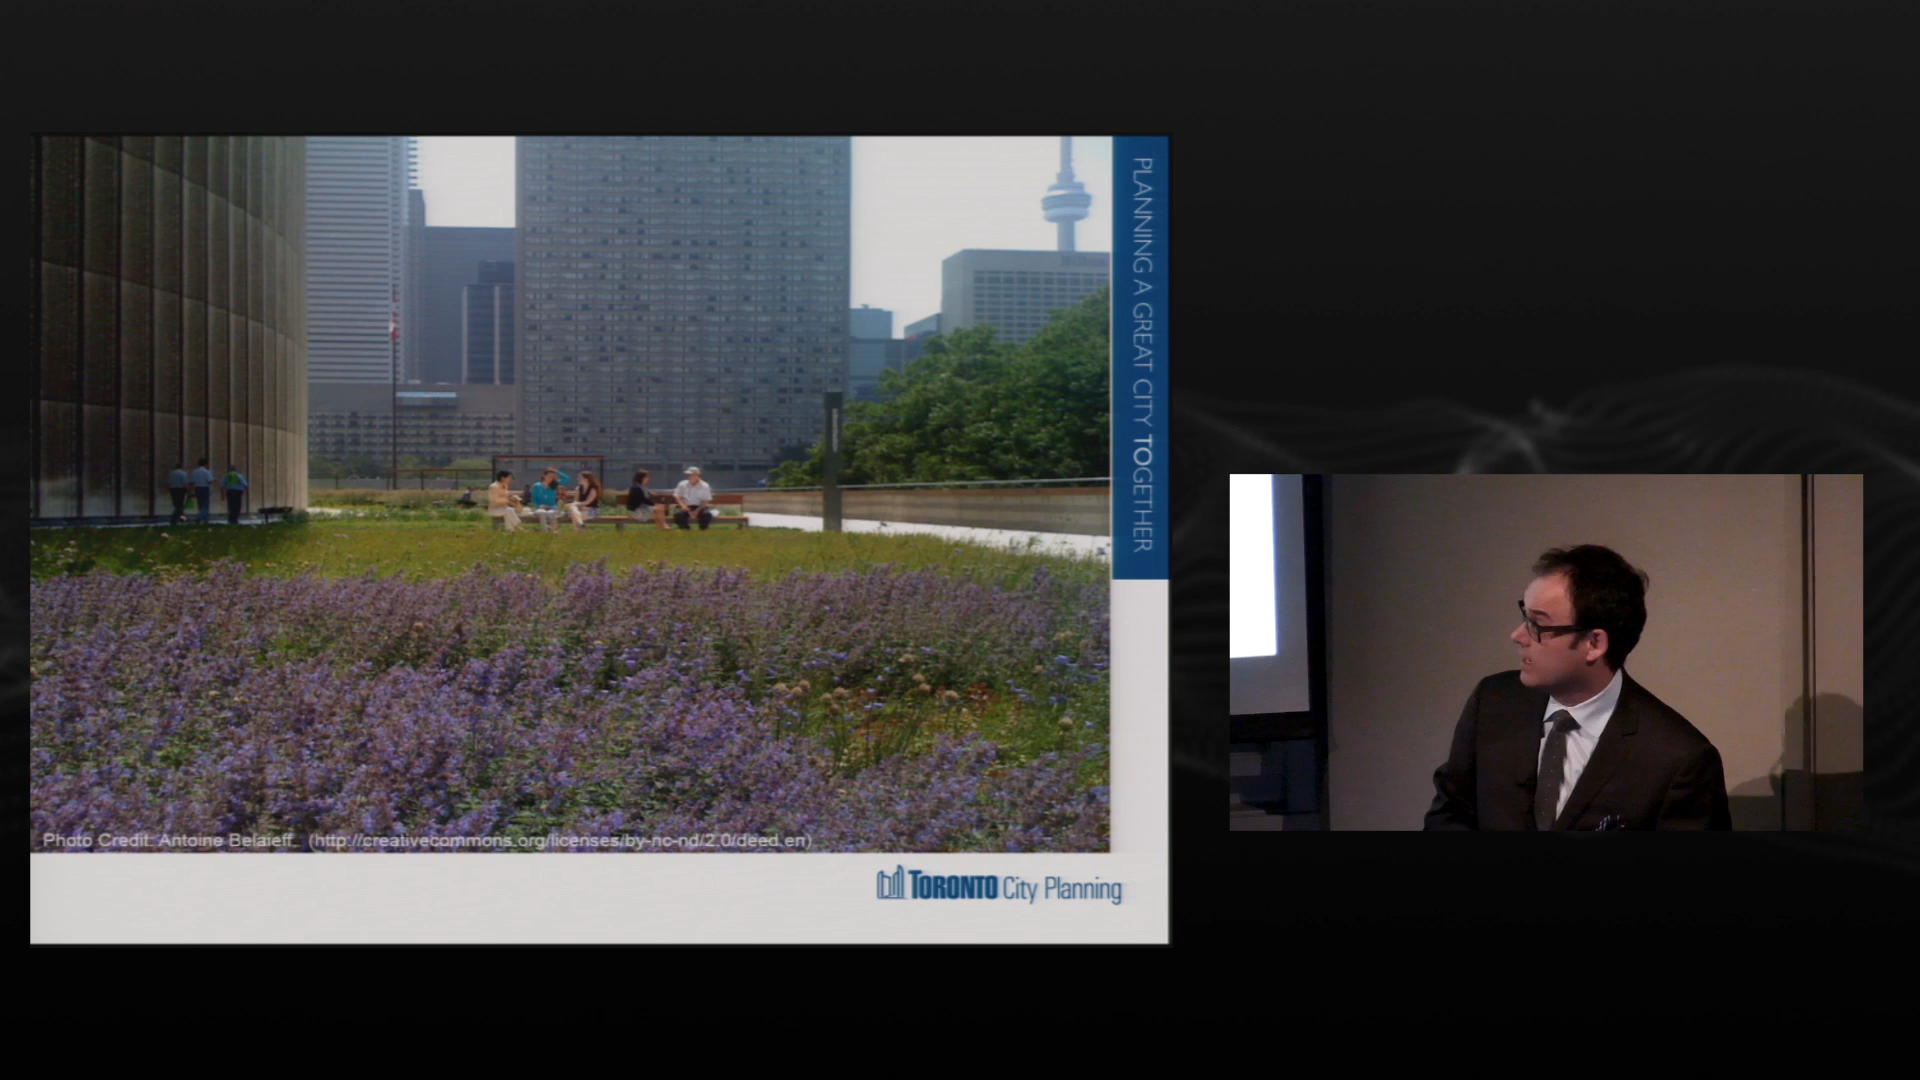 PLANNING A GREAT CITY TOGETHER
Photo Credit: Antoine Belaieff (http://creativecommons.org/licenses/by-nc-nd/2.0/deed.en)
TORONTO City Planning